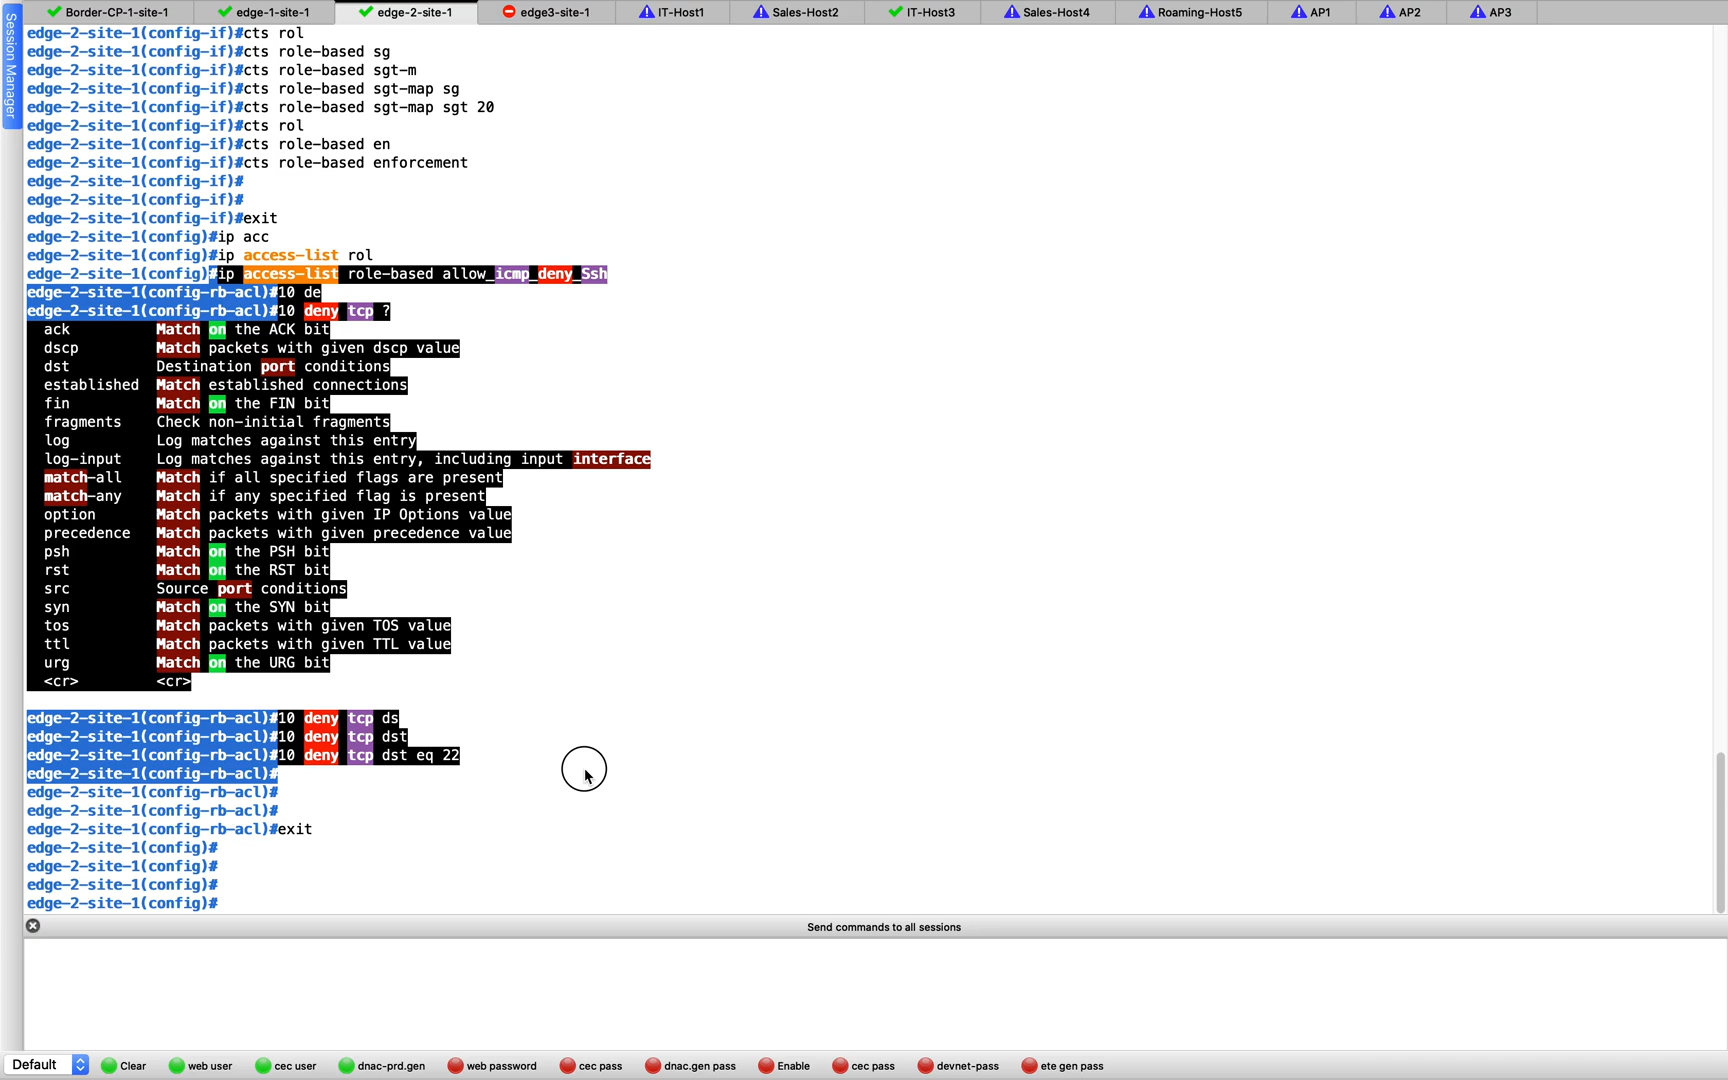 Session Manager
Border-CP-1-site-1 edge-1-site-1 edge-2-site-1 edge3-site-1 IT-Host1 Sales-Host2 IT-Host3 Sales-Host4 Roaming-Host5 AP1 AP2 AP3
edge-2-site-1(config-if)#cts rol
edge-2-site-1(config-if)#cts role-based sg
edge-2-site-1(config-if)#cts role-based sgt-m
edge-2-site-1(config-if)#cts role-based sgt-map sg
edge-2-site-1(config-if)#cts role-based sgt-map sgt 20
edge-2-site-1(config-if)#cts rol
edge-2-site-1(config-if)#cts role-based en
edge-2-site-1(config-if)#cts role-based enforcement
edge-2-site-1(config-if)#
edge-2-site-1(config-if)#
edge-2-site-1(config-if)#exit
edge-2-site-1(config)#ip acc
edge-2-site-1(config)#ip access-list rol
edge-2-site-1(config)#ip access-list role-based allow_icmp_deny_Ssh
edge-2-site-1(config-rb-acl)#10 de
edge-2-site-1(config-rb-acl)#10 deny tcp ?
ack Match on the ACK bit
dscp Match packets with given dscp value
dst Destination port conditions
established Match established connections
fin Match on the FIN bit
fragments Check non-initial fragments
log Log matches against this entry
log-input Log matches against this entry, including input interface
match-all Match if all specified flags are present
match-any Match if any specified flag is present
option Match packets with given IP Options value
precedence Match packets with given precedence value
psh Match on the PSH bit
rst Match on the RST bit
src Source port conditions
syn Match on the SYN bit
tos Match packets with given TOS value
ttl Match packets with given TTL value
urg Match on the URG bit
<cr> <cr>
edge-2-site-1(config-rb-acl)#10 deny tcp ds
edge-2-site-1(config-rb-acl)#10 deny tcp dst
edge-2-site-1(config-rb-acl)#10 deny tcp dst eq 22
edge-2-site-1(config-rb-acl)#
edge-2-site-1(config-rb-acl)#
edge-2-site-1(config-rb-acl)#
edge-2-site-1(config-rb-acl)#exit
edge-2-site-1(config)#
edge-2-site-1(config)#
edge-2-site-1(config)#
edge-2-site-1(config)#
Send commands to all sessions
Default Clear web user cec user dnac-prd.gen web password cec pass dnac.gen pass Enable cec pass devnet-pass ete gen pass